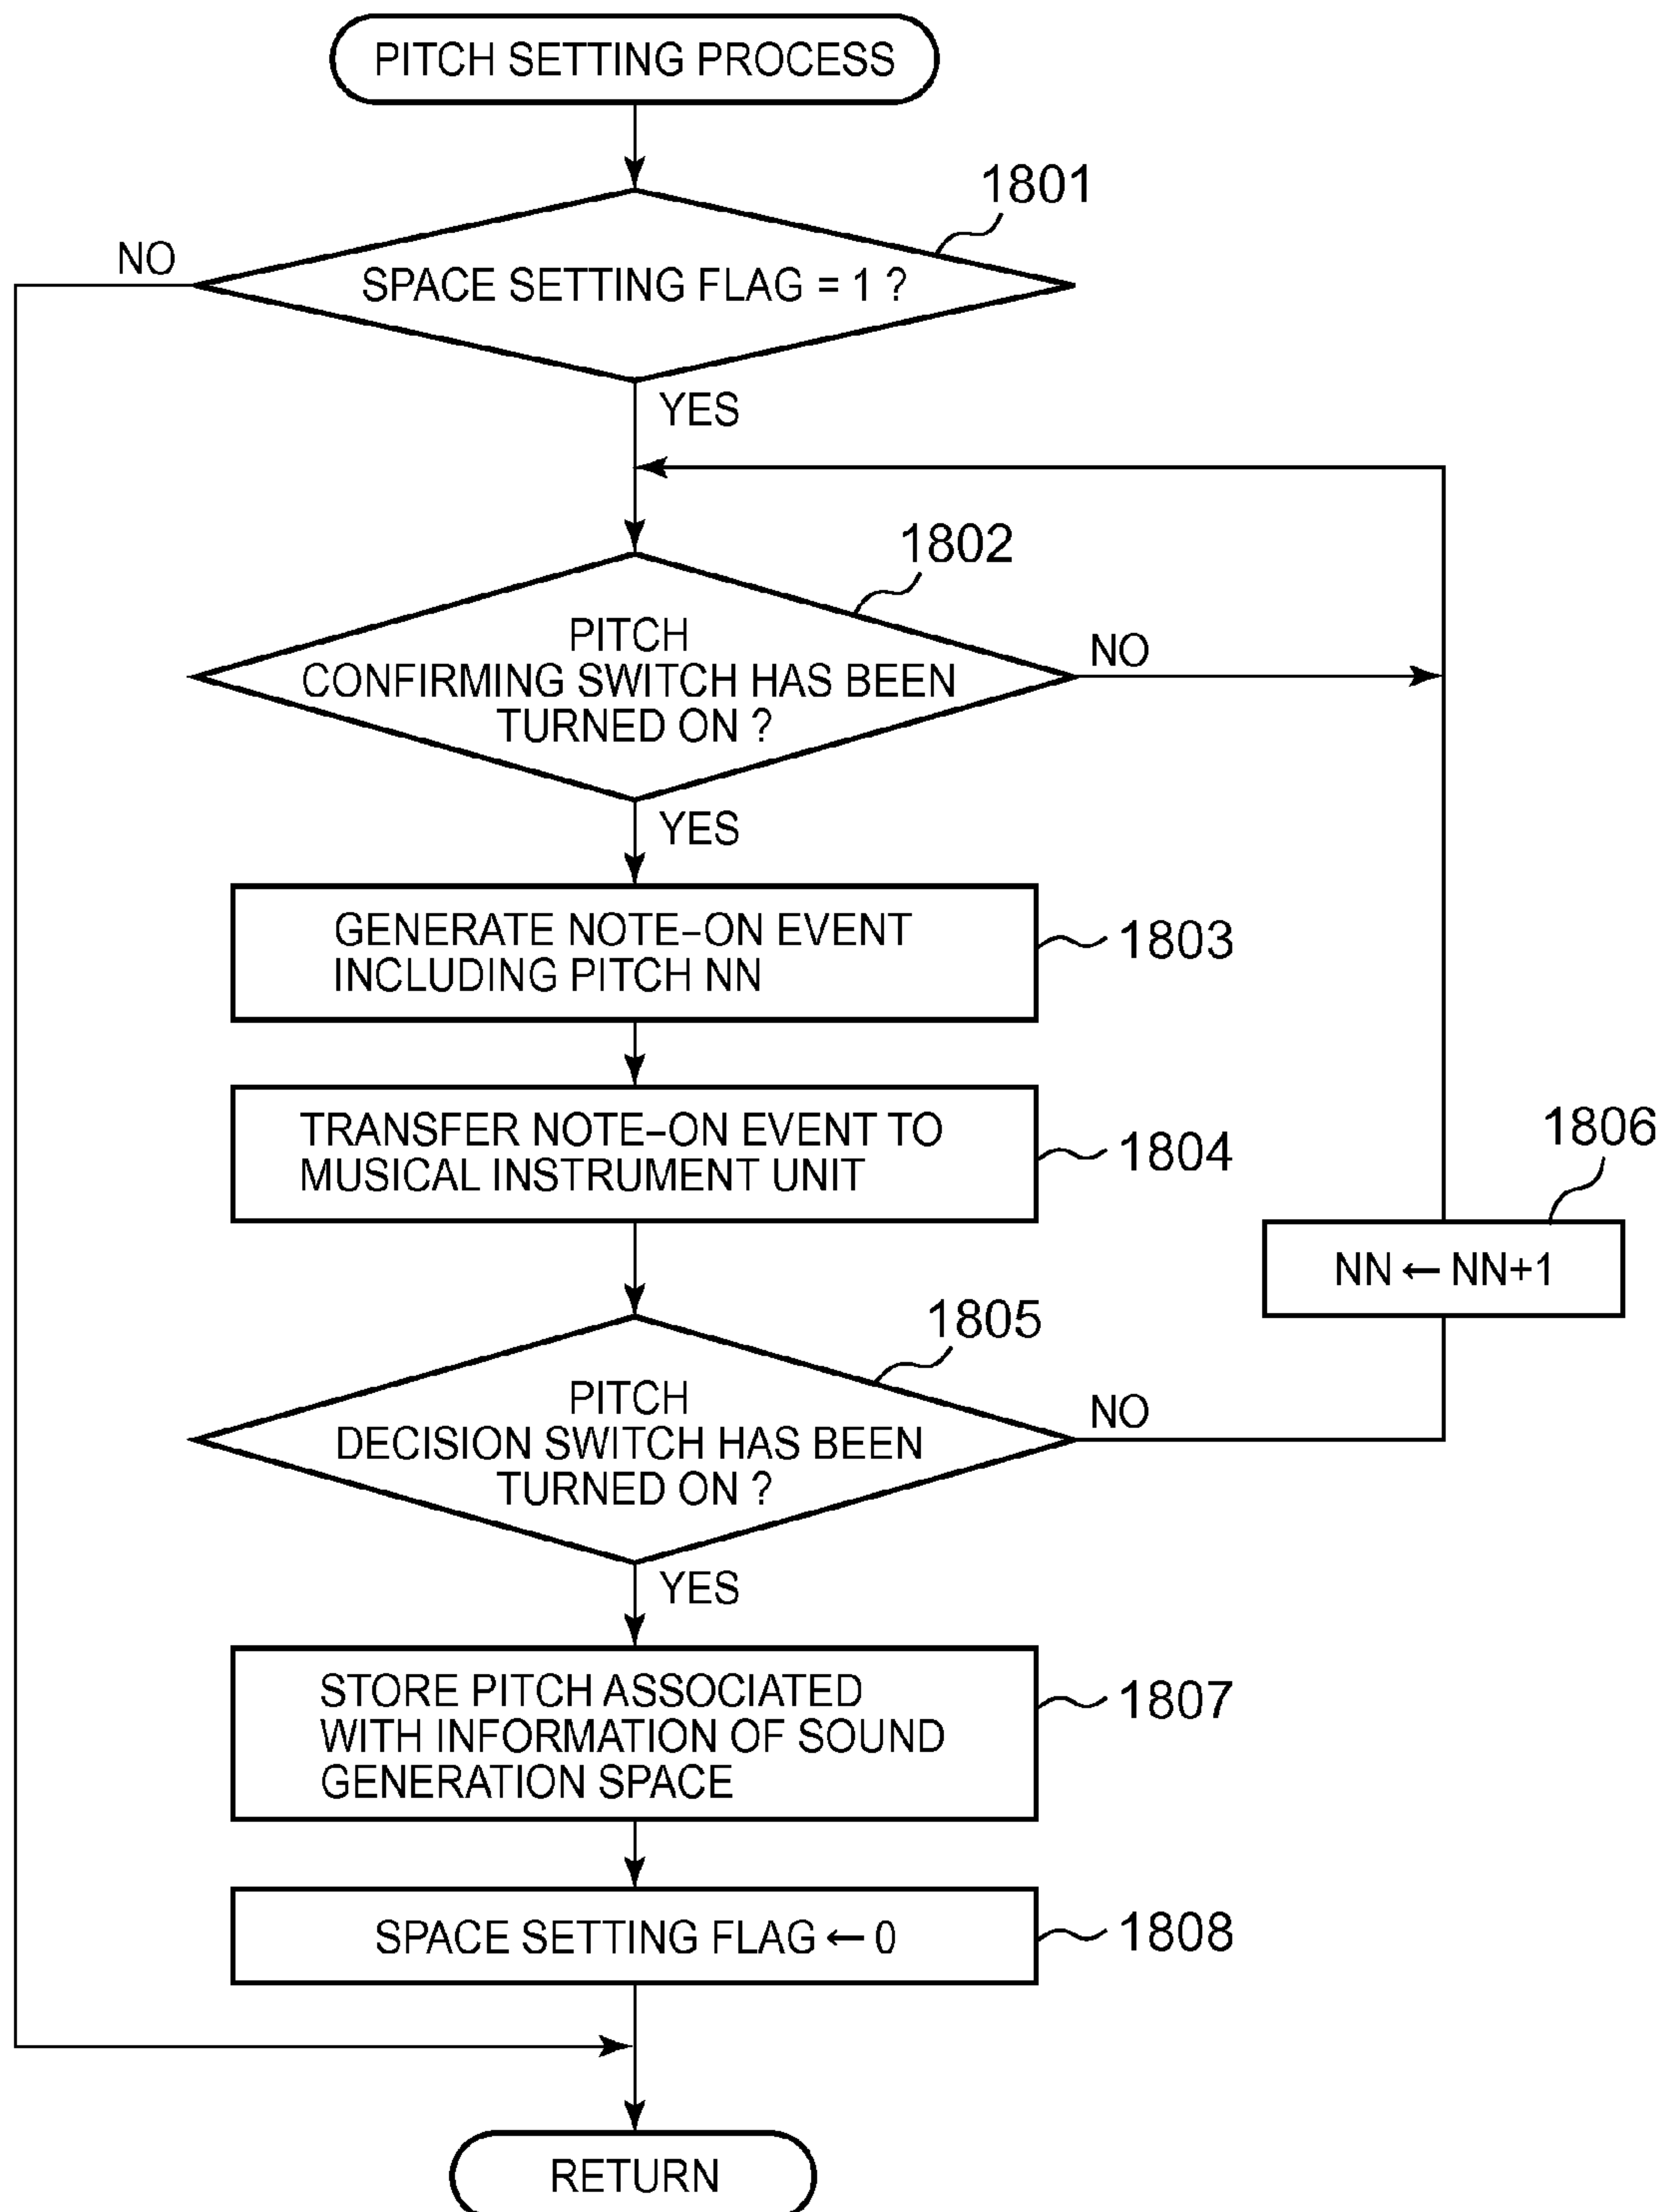 PITCH SETTING PROCESS
1801
NO
SPACE SETTING FLAG = 1 ?
YES
1802
PITCH
CONFIRMING SWITCH HAS BEEN
TURNED ON ?
NO
YES
GENERATE NOTE–ON EVENT
INCLUDING PITCH NN
1803
TRANSFER NOTE–ON EVENT TO
MUSICAL INSTRUMENT UNIT
1804
1806
NN ← NN+1
1805
PITCH
DECISION SWITCH HAS BEEN
TURNED ON ?
NO
YES
STORE PITCH ASSOCIATED
WITH INFORMATION OF SOUND
GENERATION SPACE
1807
SPACE SETTING FLAG ← 0
1808
RETURN